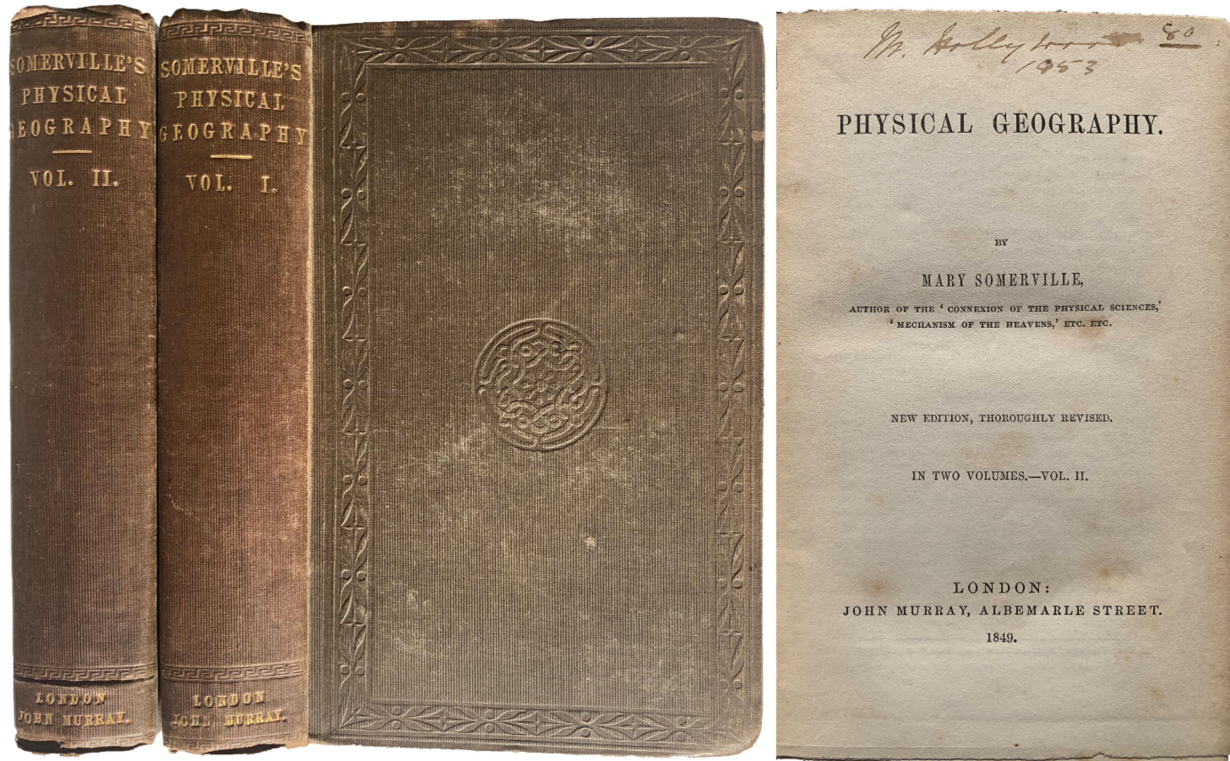 SOMERVILLE'S
PHYSICAL
GEOGRAPHY
VOL. II.
LONDON
JOHN MURRAY.
SOMERVILLE'S
PHYSICAL
GEOGRAPHY
VOL. I.
LONDON
JOHN MURRAY.
80
1953
PHYSICAL GEOGRAPHY.
BY
MARY SOMERVILLE,
AUTHOR OF THE ‘CONNEXION OF THE PHYSICAL SCIENCES,’
‘MECHANISM OF THE HEAVENS,’ ETC. ETC.
NEW EDITION, THOROUGHLY REVISED.
IN TWO VOLUMES.—VOL. II.
LONDON:
JOHN MURRAY, ALBEMARLE STREET.
1849.